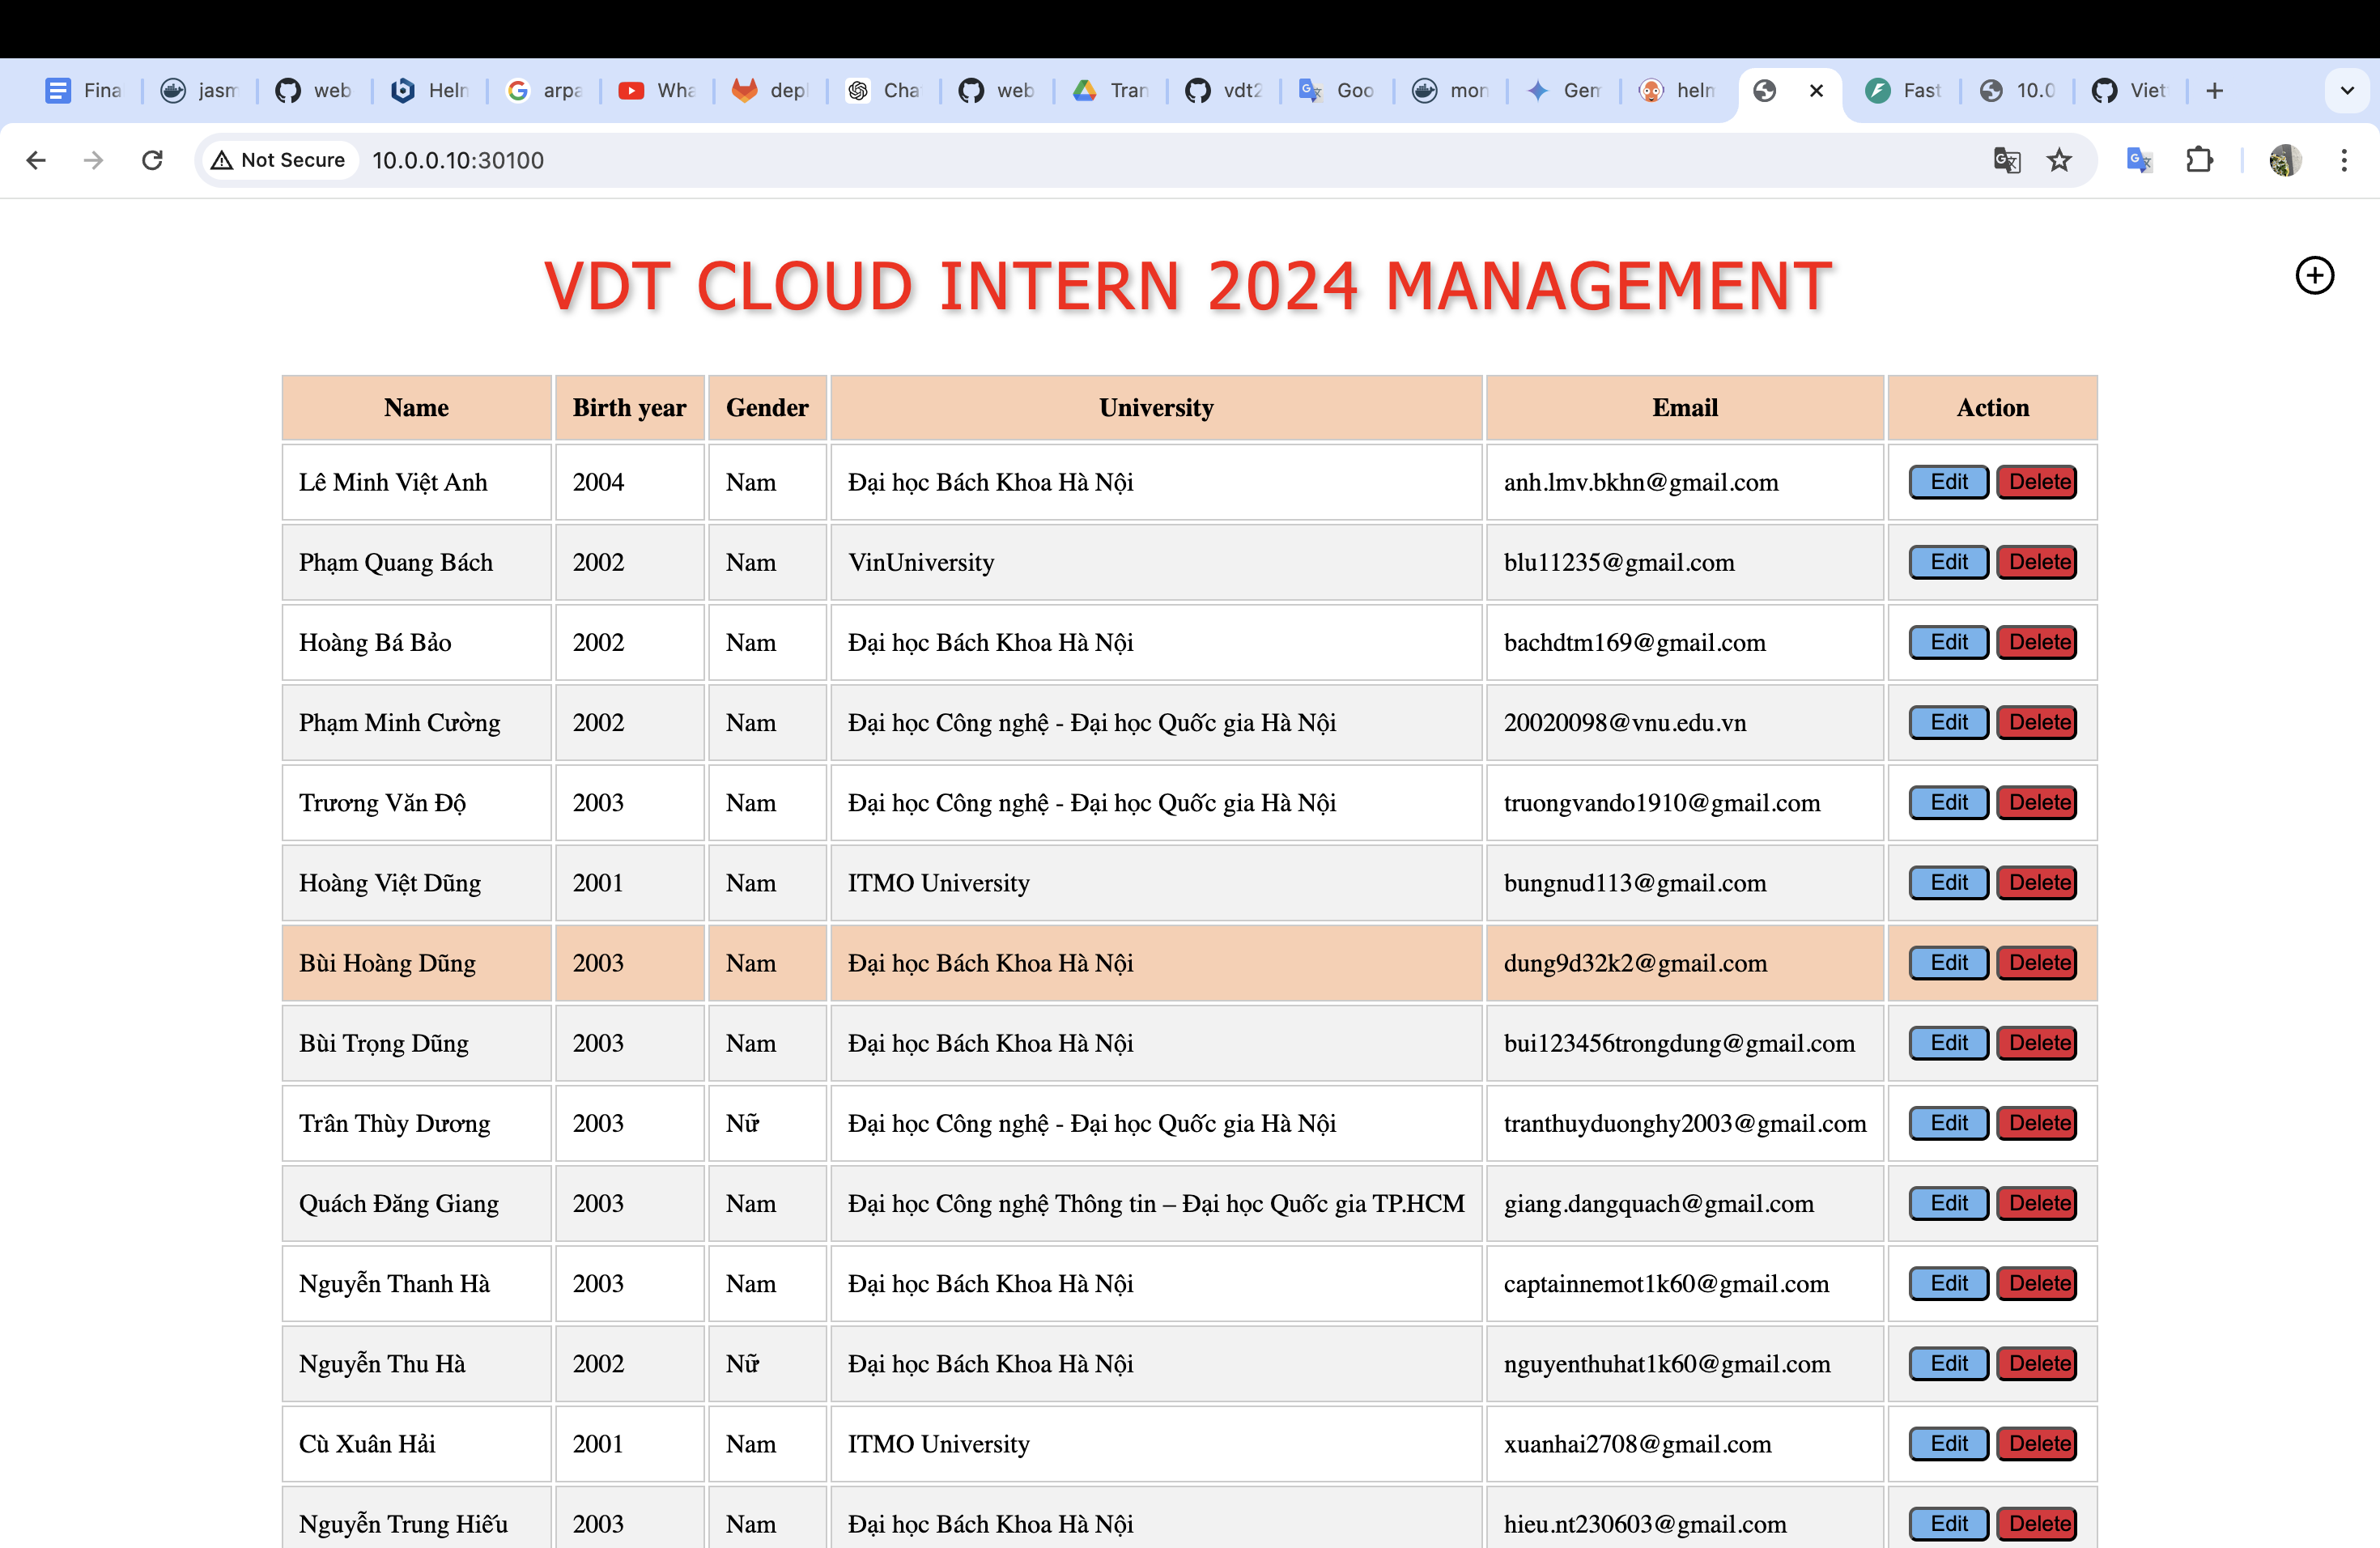 Fina jasm web Helm arpa Wha depl Cha web Tran vdt2 Goo mon Gem helm Fast 10.0 Viet
Not Secure 10.0.0.10:30100
VDT CLOUD INTERN 2024 MANAGEMENT
Name Birth year Gender University Email Action
Lê Minh Việt Anh 2004 Nam Đại học Bách Khoa Hà Nội anh.lmv.bkhn@gmail.com Edit Delete
Phạm Quang Bách 2002 Nam VinUniversity blu11235@gmail.com Edit Delete
Hoàng Bá Bảo 2002 Nam Đại học Bách Khoa Hà Nội bachdtm169@gmail.com Edit Delete
Phạm Minh Cường 2002 Nam Đại học Công nghệ - Đại học Quốc gia Hà Nội 20020098@vnu.edu.vn Edit Delete
Trương Văn Độ 2003 Nam Đại học Công nghệ - Đại học Quốc gia Hà Nội truongvando1910@gmail.com Edit Delete
Hoàng Việt Dũng 2001 Nam ITMO University bungnud113@gmail.com Edit Delete
Bùi Hoàng Dũng 2003 Nam Đại học Bách Khoa Hà Nội dung9d32k2@gmail.com Edit Delete
Bùi Trọng Dũng 2003 Nam Đại học Bách Khoa Hà Nội bui123456trongdung@gmail.com Edit Delete
Trần Thùy Dương 2003 Nữ Đại học Công nghệ - Đại học Quốc gia Hà Nội tranthuyduonghy2003@gmail.com Edit Delete
Quách Đăng Giang 2003 Nam Đại học Công nghệ Thông tin – Đại học Quốc gia TP.HCM giang.dangquach@gmail.com Edit Delete
Nguyễn Thanh Hà 2003 Nam Đại học Bách Khoa Hà Nội captainnemot1k60@gmail.com Edit Delete
Nguyễn Thu Hà 2002 Nữ Đại học Bách Khoa Hà Nội nguyenthuhat1k60@gmail.com Edit Delete
Cù Xuân Hải 2001 Nam ITMO University xuanhai2708@gmail.com Edit Delete
Nguyễn Trung Hiếu 2003 Nam Đại học Bách Khoa Hà Nội hieu.nt230603@gmail.com Edit Delete